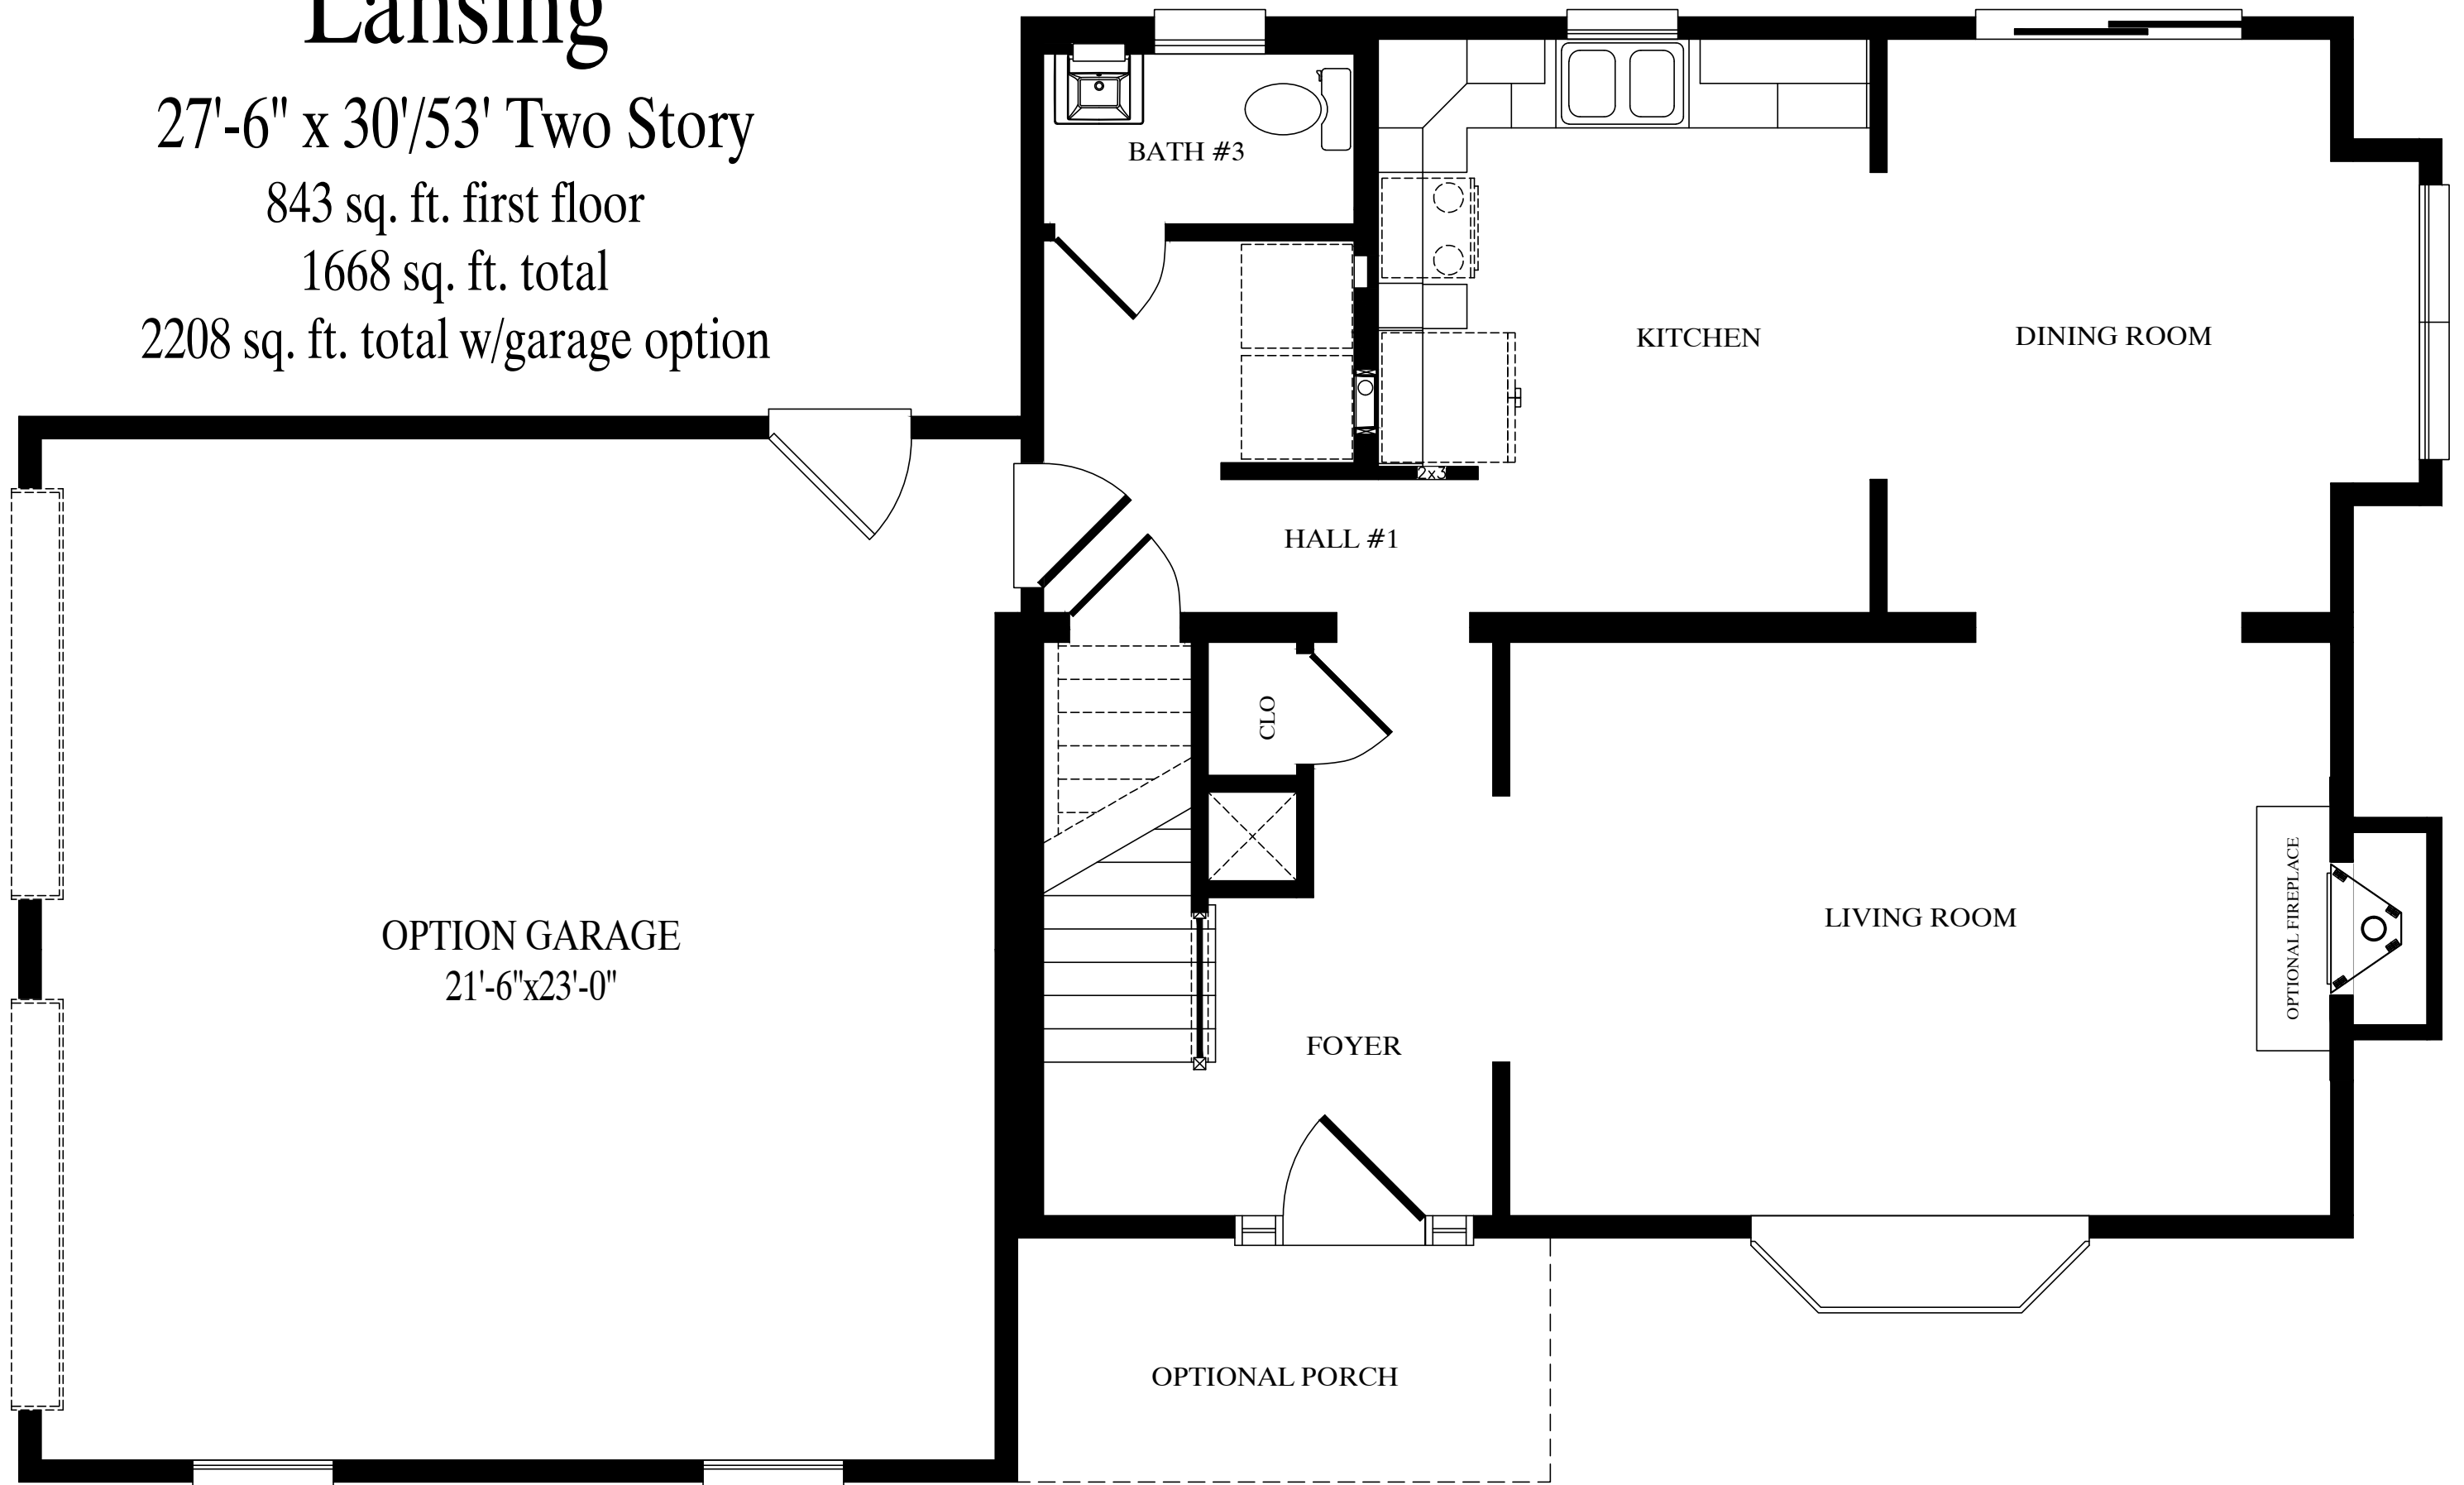 Lansing
27'-6" x 30'/53' Two Story
843 sq. ft. first floor
1668 sq. ft. total
2208 sq. ft. total w/garage option
BATH #3
KITCHEN
DINING ROOM
2x3
HALL #1
CLO
OPTIONAL FIREPLACE
LIVING ROOM
OPTION GARAGE
21'-6"x23'-0"
FOYER
OPTIONAL PORCH